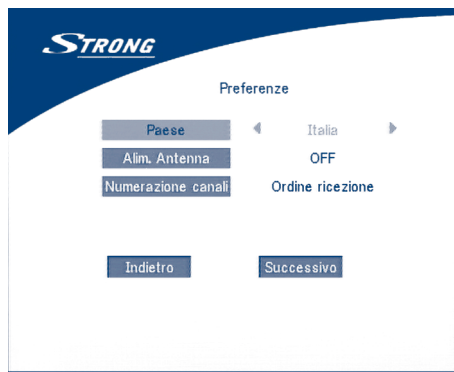 STRONG
Preferenze
Paese Italia
Alim. Antenna OFF
Numerazione canali Ordine ricezione
Indietro Successivo